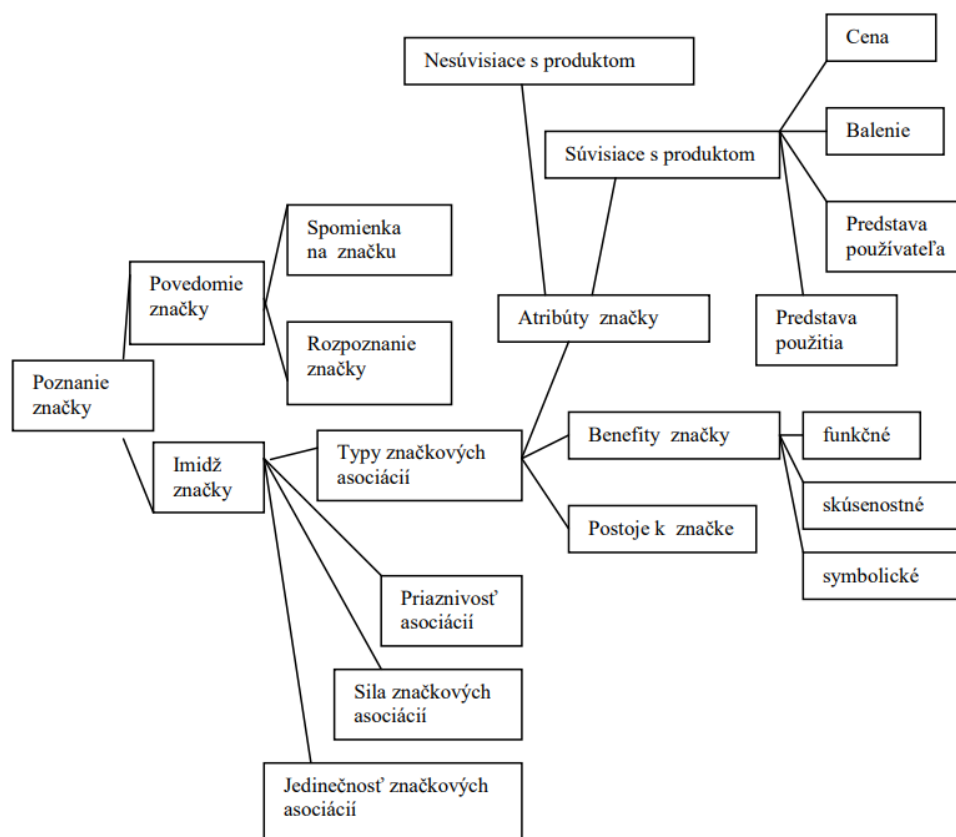 Cena
Nesúvisiace s produktom
Balenie
Súvisiace s produktom
Spomienka
na značku
Predstava
používateľa
Povedomie
značky
Atribúty značky
Predstava
použitia
Rozpoznanie
značky
Poznanie
značky
Benefity značky
funkčné
Typy značkových
asociácií
Imidž
značky
skúsenostné
Postoje k značke
symbolické
Priaznivosť
asociácií
Sila značkových
asociácií
Jedinečnosť značkových
asociácií